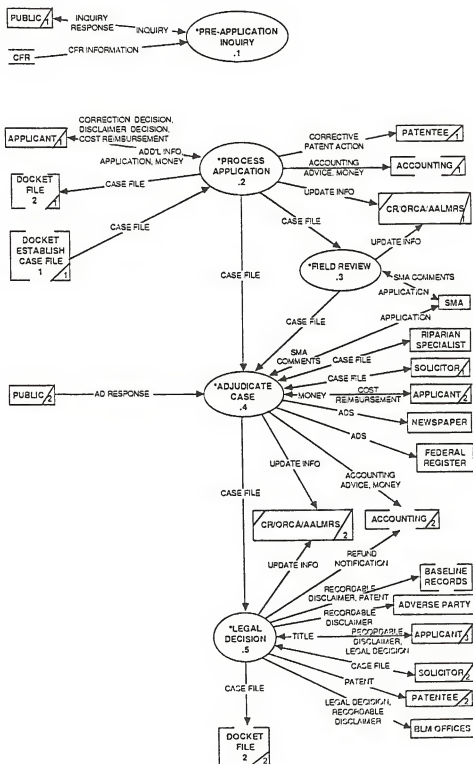 PUBLIC 1
INQUIRY
RESPONSE
INQUIRY
*PRE-APPLICATION
INQUIRY
.1
CFR
CFR INFORMATION
CORRECTION DECISION,
DISCLAIMER DECISION,
COST REIMBURSEMENT
APPLICANT 1
ADD'L INFO,
APPLICATION, MONEY
*PROCESS
APPLICATION
.2
CORRECTIVE
PATENT ACTION
PATENTEE 1
ACCOUNTING
ADVICE, MONEY
ACCOUNTING 1
DOCKET
FILE
2 1
CASE FILE
UPDATE INFO
CR/ORCA/AALMRS 1
DOCKET
ESTABLISH
CASE FILE
1 1
CASE FILE
CASE FILE
UPDATE INFO
*FIELD REVIEW
.3
CASE FILE
SMA COMMENTS
APPLICATION
SMA
CASE FILE
APPLICATION
SMA
COMMENTS
RIPARIAN
SPECIALIST
CASE FILE
SOLICITOR 1
CASE FILE
PUBLIC 2
AD RESPONSE
*ADJUDICATE
CASE
.4
MONEY
COST
REIMBURSEMENT
APPLICANT 2
ADS
NEWSPAPER
ADS
FEDERAL
REGISTER
UPDATE INFO
ACCOUNTING
ADVICE, MONEY
CASE FILE
CR/ORCA/AALMRS 2
ACCOUNTING 2
UPDATE INFO
REFUND
NOTIFICATION
RECORDABLE
DISCLAIMER, PATENT
BASELINE
RECORDS
RECORDABLE
DISCLAIMER
ADVERSE PARTY
*LEGAL
DECISION
.5
TITLE
RECORDABLE
DISCLAIMER,
LEGAL DECISION
APPLICANT 3
CASE FILE
SOLICITOR 2
PATENT
PATENTEE 2
LEGAL DECISION,
RECORDABLE
DISCLAIMER
BLM OFFICES
CASE FILE
DOCKET
FILE
2 2